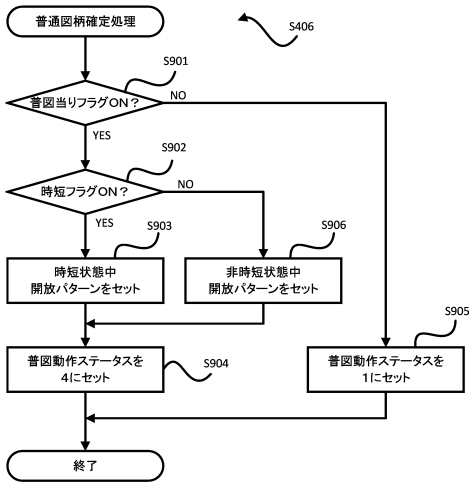 普通図柄確定処理
S406
S901
普図当りフラグON？
NO
YES
S902
時短フラグON？
NO
YES
S903
S906
時短状態中
開放パターンをセット
非時短状態中
開放パターンをセット
S905
普図動作ステータスを
4にセット
S904
普図動作ステータスを
1にセット
終了